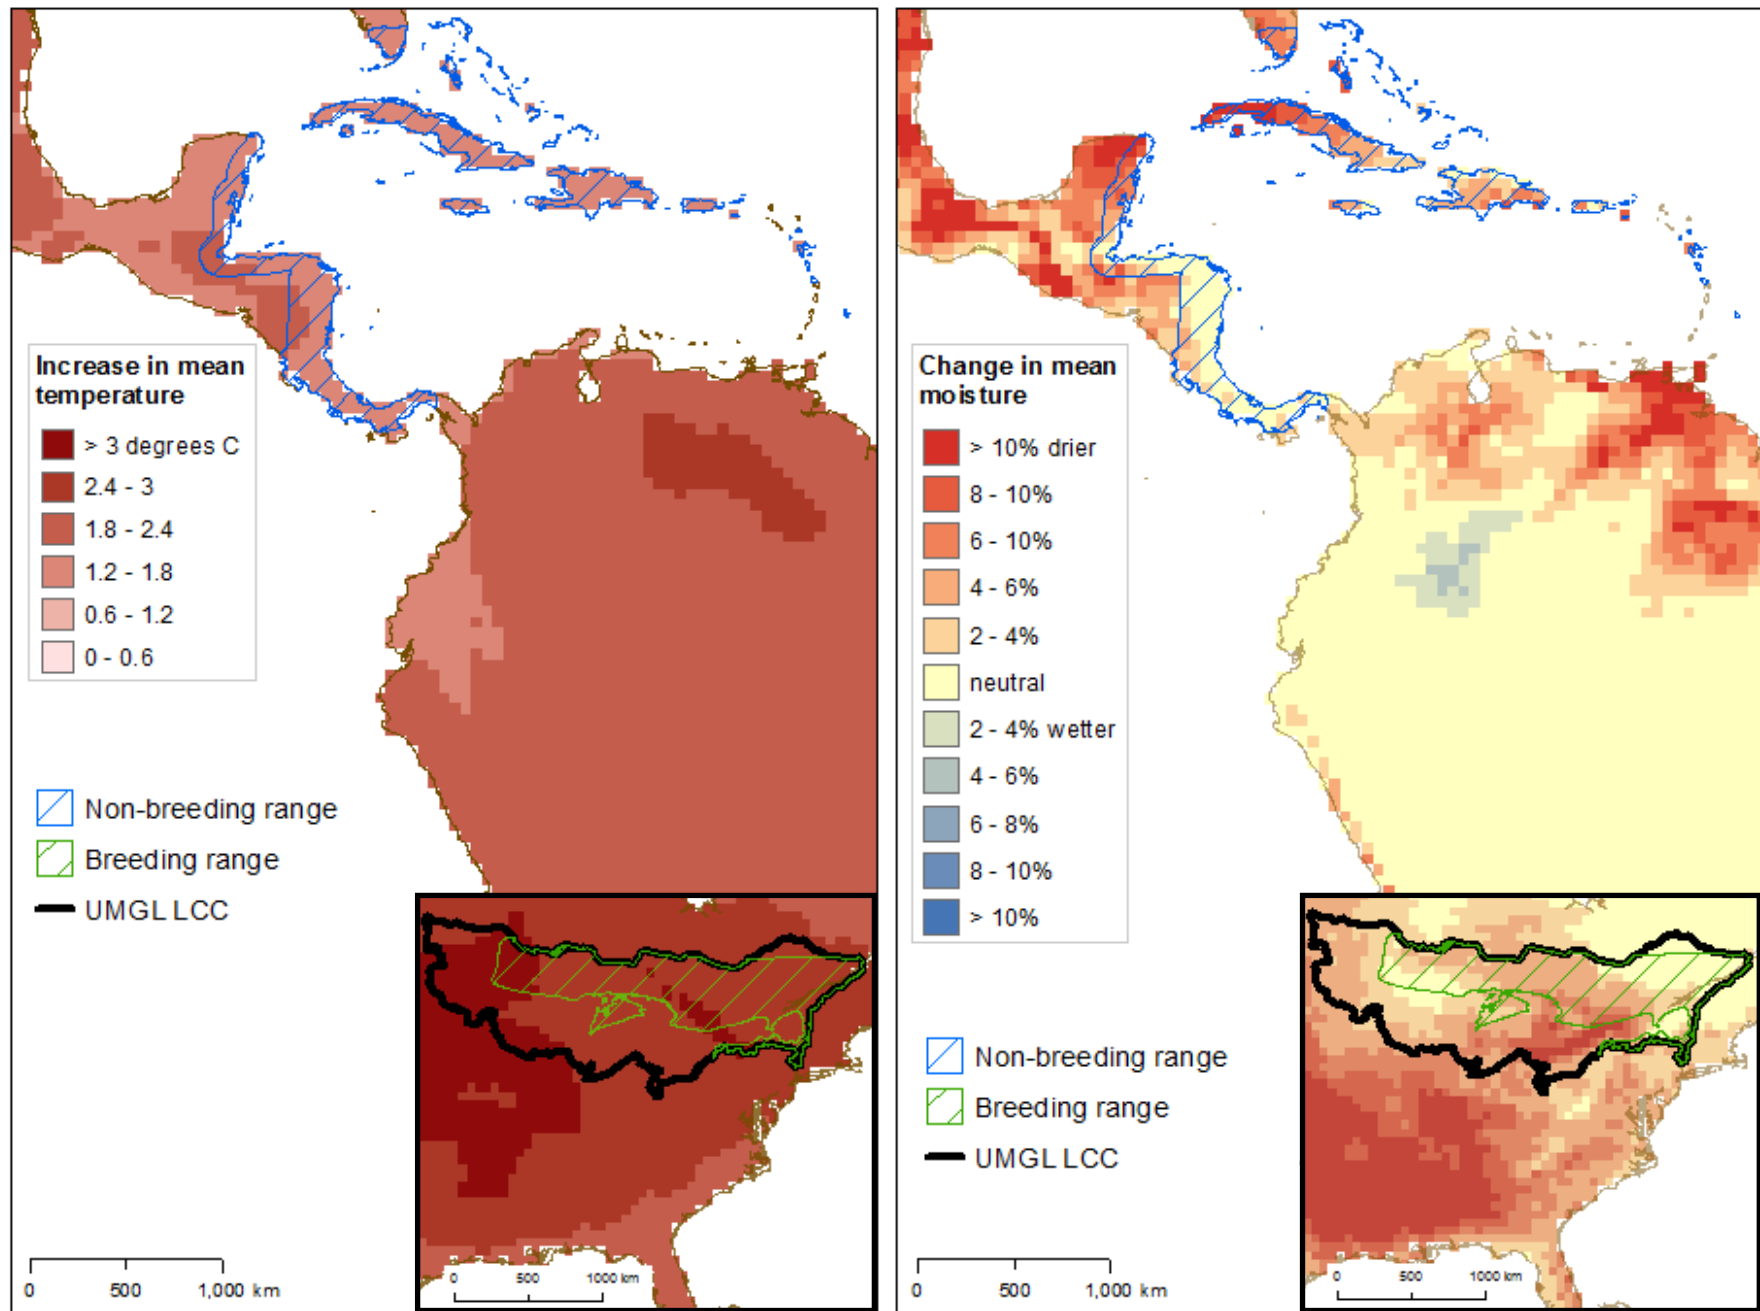 Increase in mean
temperature
> 3 degrees C
2.4 - 3
1.8 - 2.4
1.2 - 1.8
0.6 - 1.2
0 - 0.6
Non-breeding range
Breeding range
UMGL LCC
0 500 1,000 km
0 500 1000 km
Change in mean
moisture
> 10% drier
8 - 10%
6 - 10%
4 - 6%
2 - 4%
neutral
2 - 4% wetter
4 - 6%
6 - 8%
8 - 10%
> 10%
Non-breeding range
Breeding range
UMGL LCC
0 500 1,000 km
0 500 1000 km